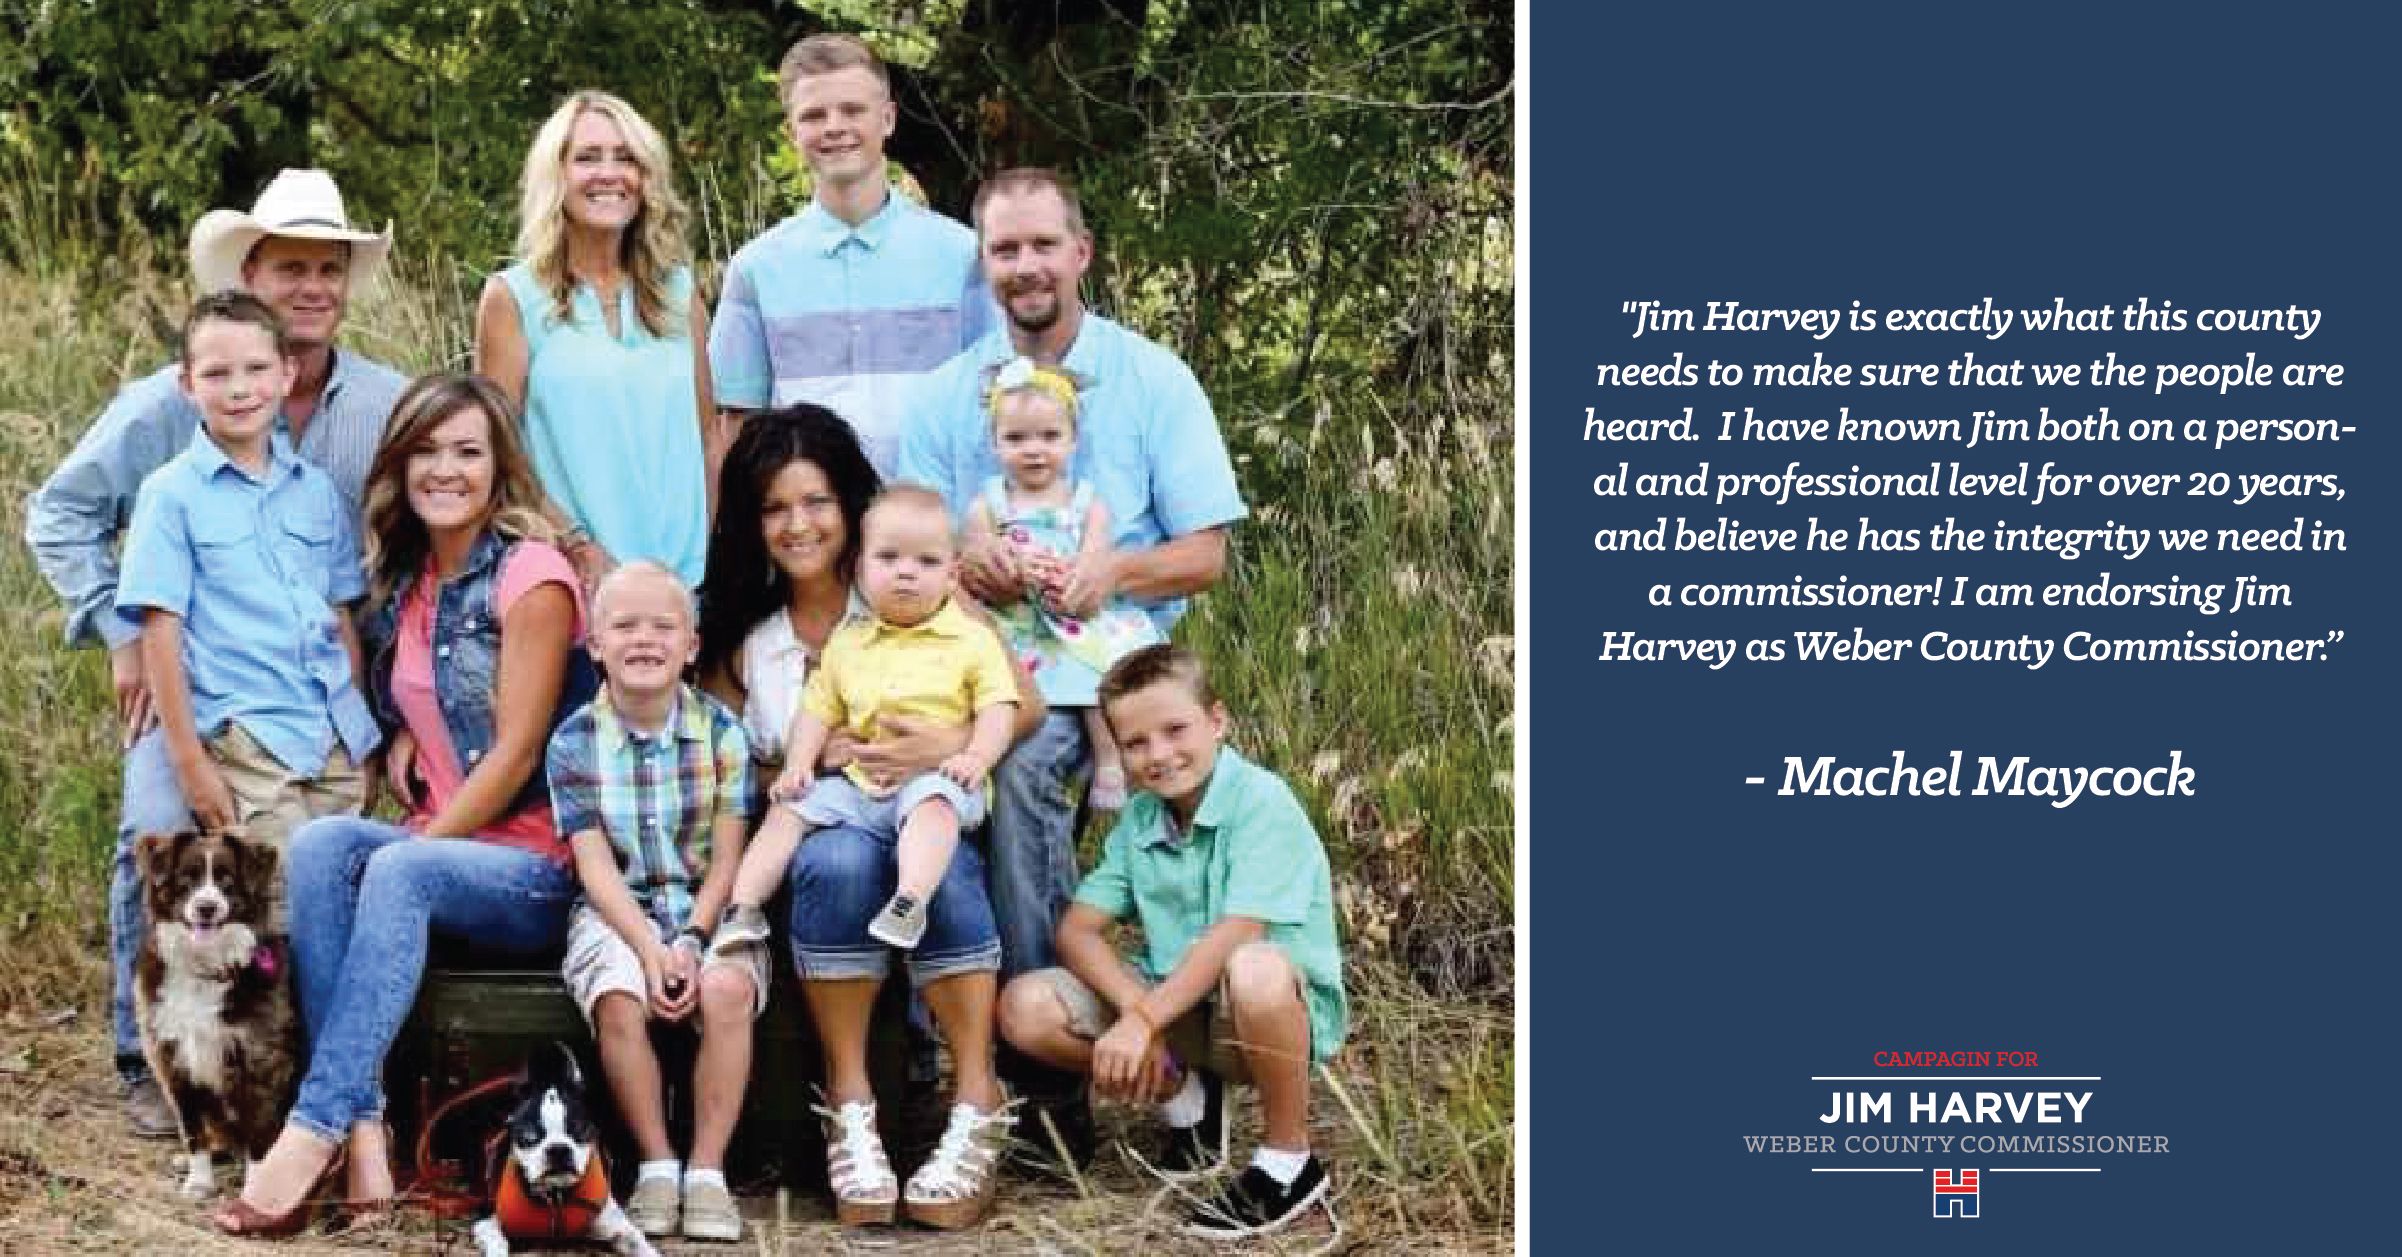 "Jim Harvey is exactly what this county
needs to make sure that we the people are
heard.  I have known Jim both on a person-
al and professional level for over 20 years,
and believe he has the integrity we need in
a commissioner! I am endorsing Jim
Harvey as Weber County Commissioner.”
- Machel Maycock
CAMPAGIN FOR
JIM HARVEY
WEBER COUNTY COMMISSIONER
H